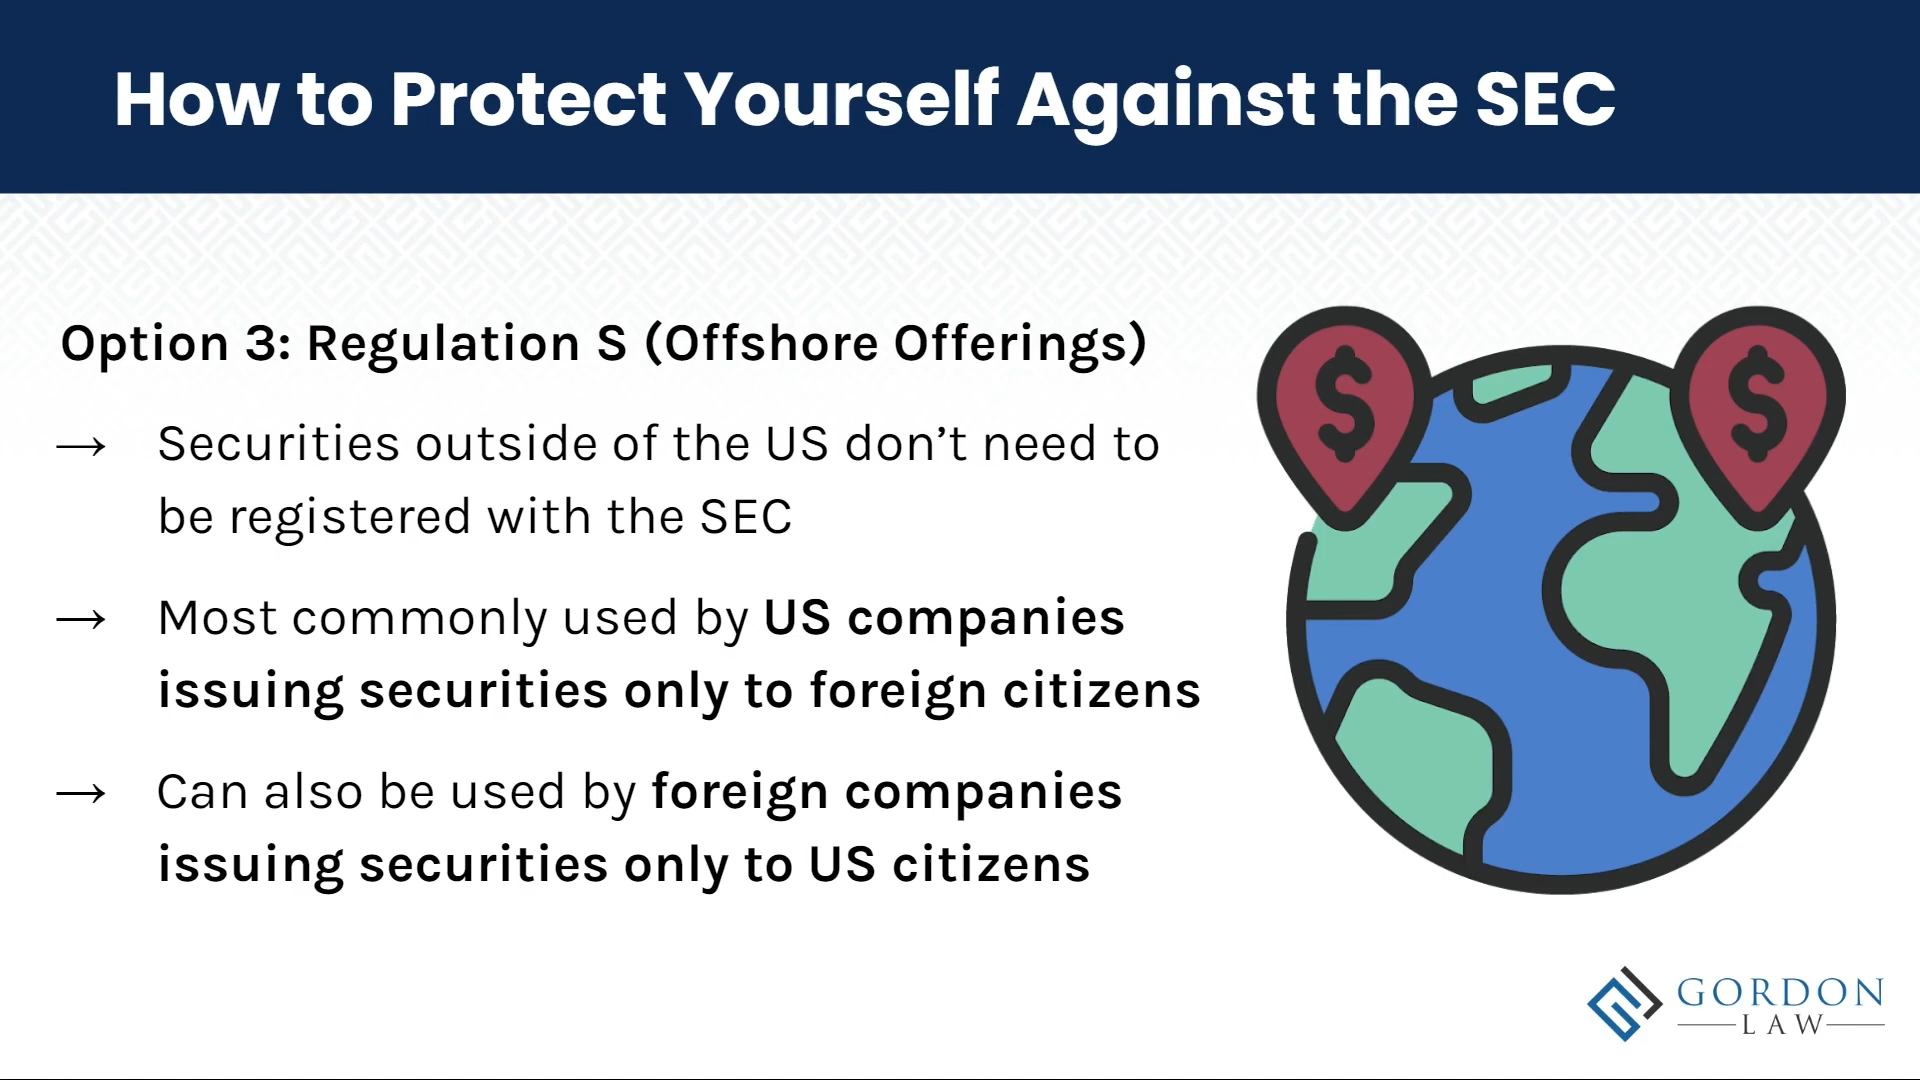 How to Protect Yourself Against the SEC
Option 3: Regulation S (Offshore Offerings)
→ Securities outside of the US don’t need to
be registered with the SEC
→ Most commonly used by US companies
issuing securities only to foreign citizens
→ Can also be used by foreign companies
issuing securities only to US citizens
$ $
GORDON
LAW